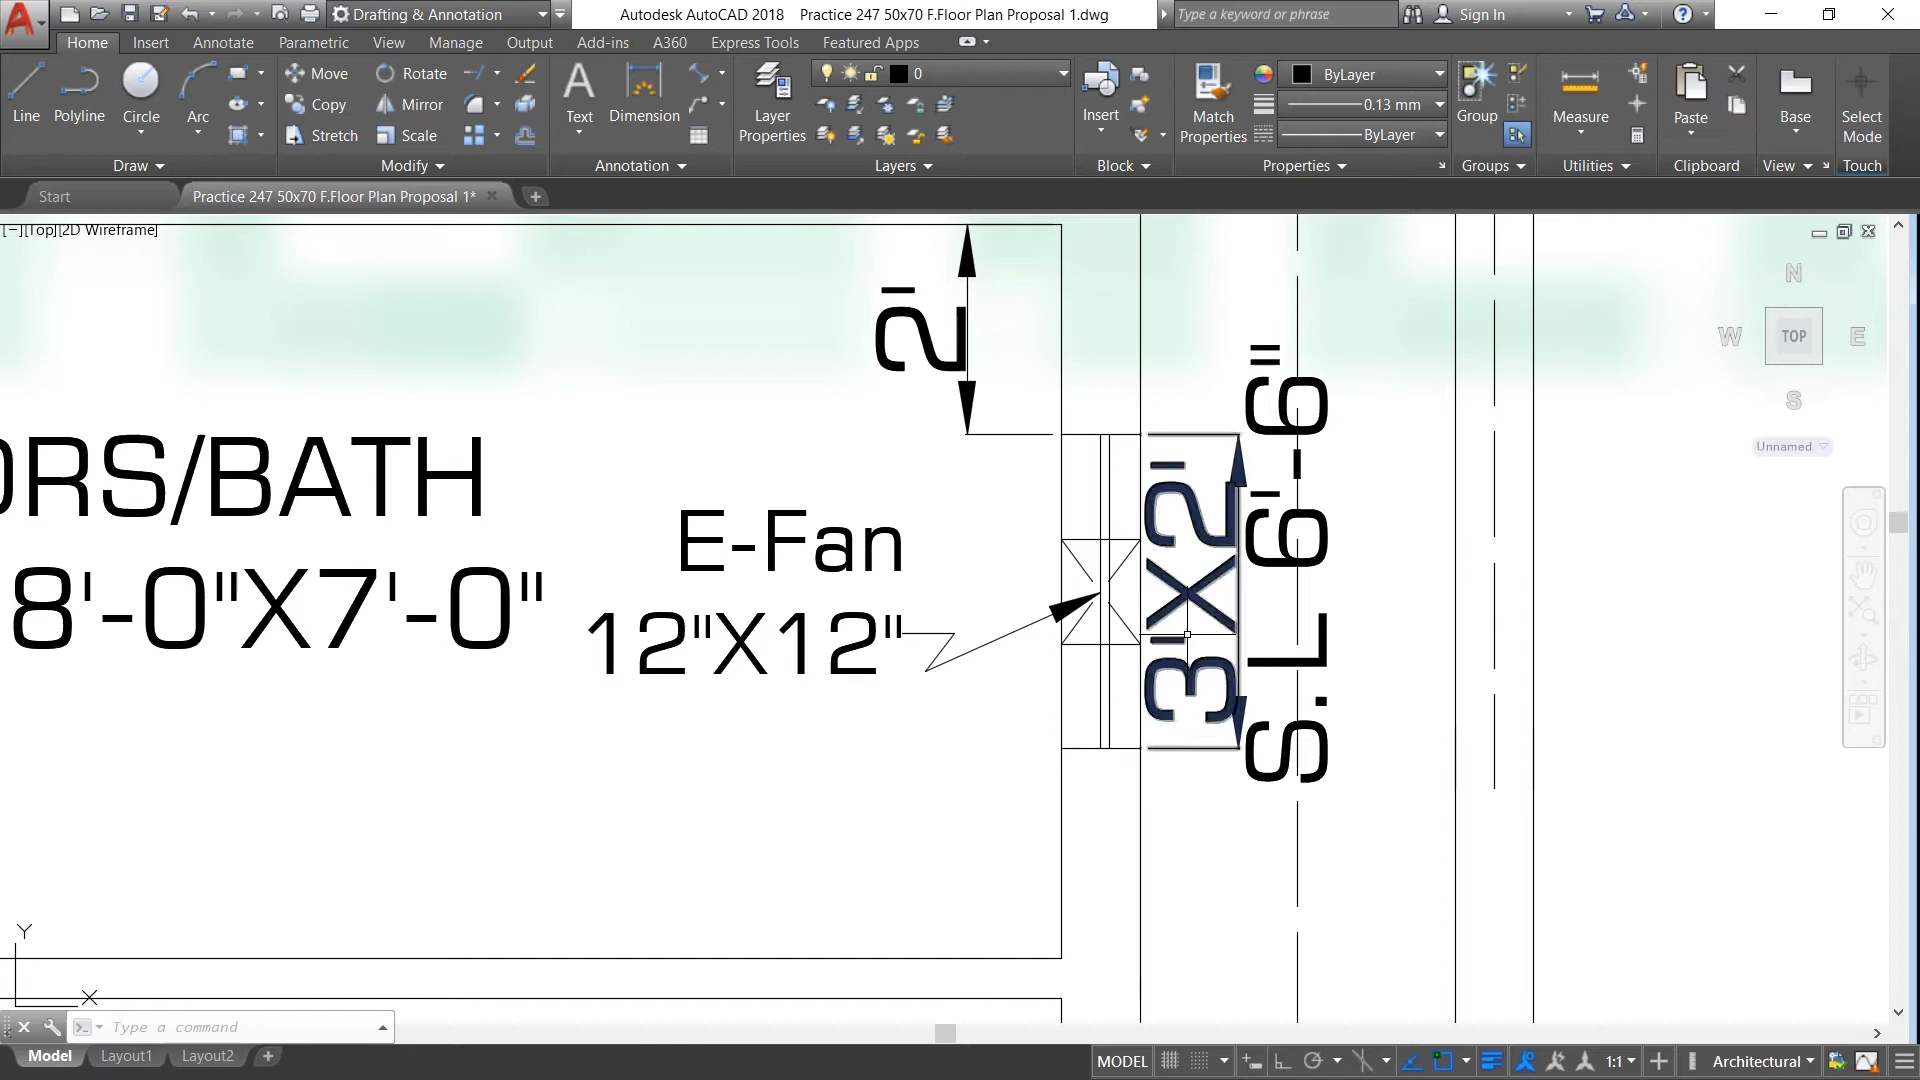 Drafting & Annotation
Autodesk AutoCAD 2018 Practice 247 50x70 F.Floor Plan Proposal 1.dwg
Type a keyword or phrase
Sign In
Home Insert Annotate Parametric View Manage Output Add-ins A360 Express Tools Featured Apps
Line Polyline Circle Arc
Move Rotate
Copy Mirror
Stretch Scale
Text Dimension
Layer Properties
0
Insert
Match Properties
ByLayer
0.13 mm
ByLayer
Group
Measure
Paste
Base
Select Mode
Draw Modify Annotation Layers Block Properties Groups Utilities Clipboard View Touch
Start
Practice 247 50x70 F.Floor Plan Proposal 1*
[−][Top][2D Wireframe]
N
W TOP E
S
Unnamed
2'
ORS/BATH
8'-0"X7'-0"
E-Fan
12"X12"
3'X2'
S.L 6'-6"
Y
X
Type a command
Model Layout1 Layout2
MODEL
1:1
Architectural